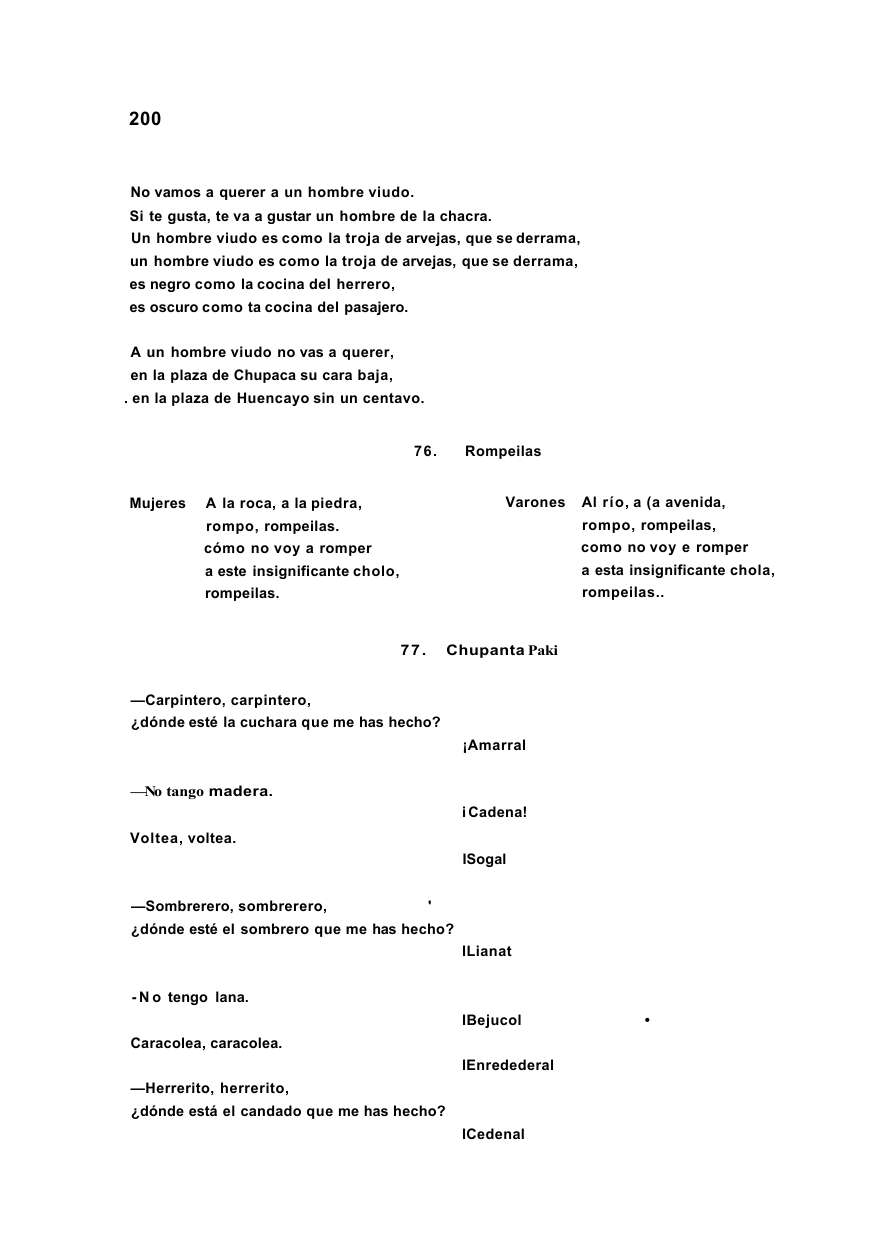 200
No vamos a querer a un hombre viudo.
Si te gusta, te va a gustar un hombre de la chacra.
Un hombre viudo es como la troja de arvejas, que se derrama,
un hombre viudo es como la troja de arvejas, que se derrama,
es negro como la cocina del herrero,
es oscuro como ta cocina del pasajero.
A un hombre viudo no vas a querer,
en la plaza de Chupaca su cara baja,
. en la plaza de Huencayo sin un centavo.
76. Rompeilas
Mujeres A la roca, a la piedra,
rompo, rompeilas.
cómo no voy a romper
a este insignificante cholo,
rompeilas.
Varones Al río, a (a avenida,
rompo, rompeilas,
como no voy e romper
a esta insignificante chola,
rompeilas..
77. Chupanta Paki
—Carpintero, carpintero,
¿dónde esté la cuchara que me has hecho?
¡Amarral
—No tango madera.
¡Cadena!
Voltea, voltea.
ISogal
—Sombrerero, sombrerero, '
¿dónde esté el sombrero que me has hecho?
ILianat
-No tengo lana.
IBejucol •
Caracolea, caracolea.
IEnredederal
—Herrerito, herrerito,
¿dónde está el candado que me has hecho?
ICedenal